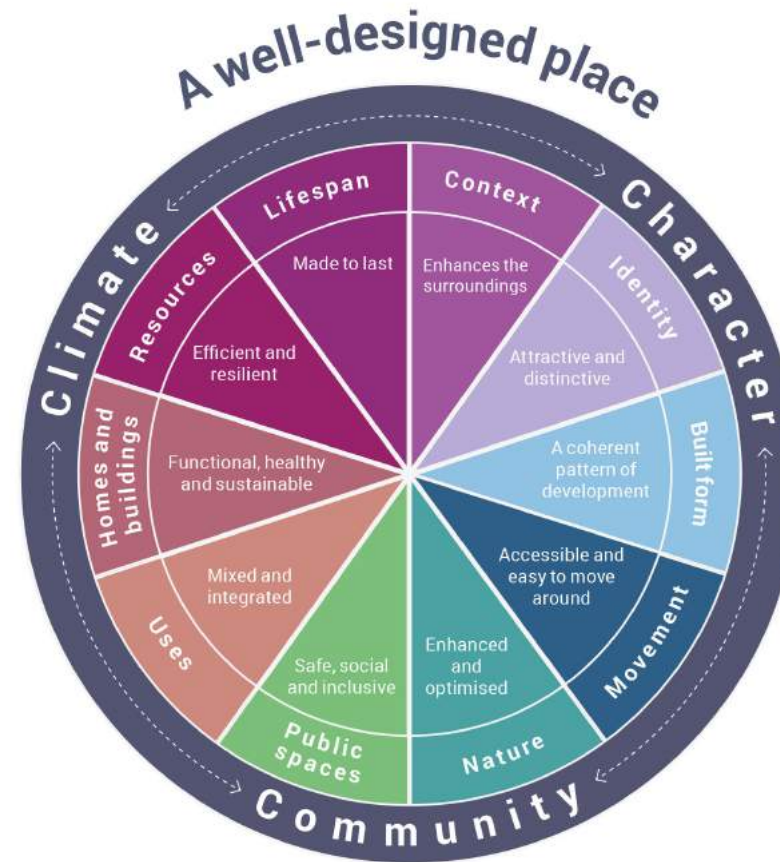 A well-designed place
Climate
Character
Community
Context
Enhances the
surroundings
Identity
Attractive and
distinctive
Built form
A coherent
pattern of
development
Movement
Accessible and
easy to move
around
Nature
Enhanced
and
optimised
Public
spaces
Safe, social
and inclusive
Uses
Mixed and
integrated
Homes and
buildings
Functional, healthy
and sustainable
Resources
Efficient and
resilient
Lifespan
Made to last